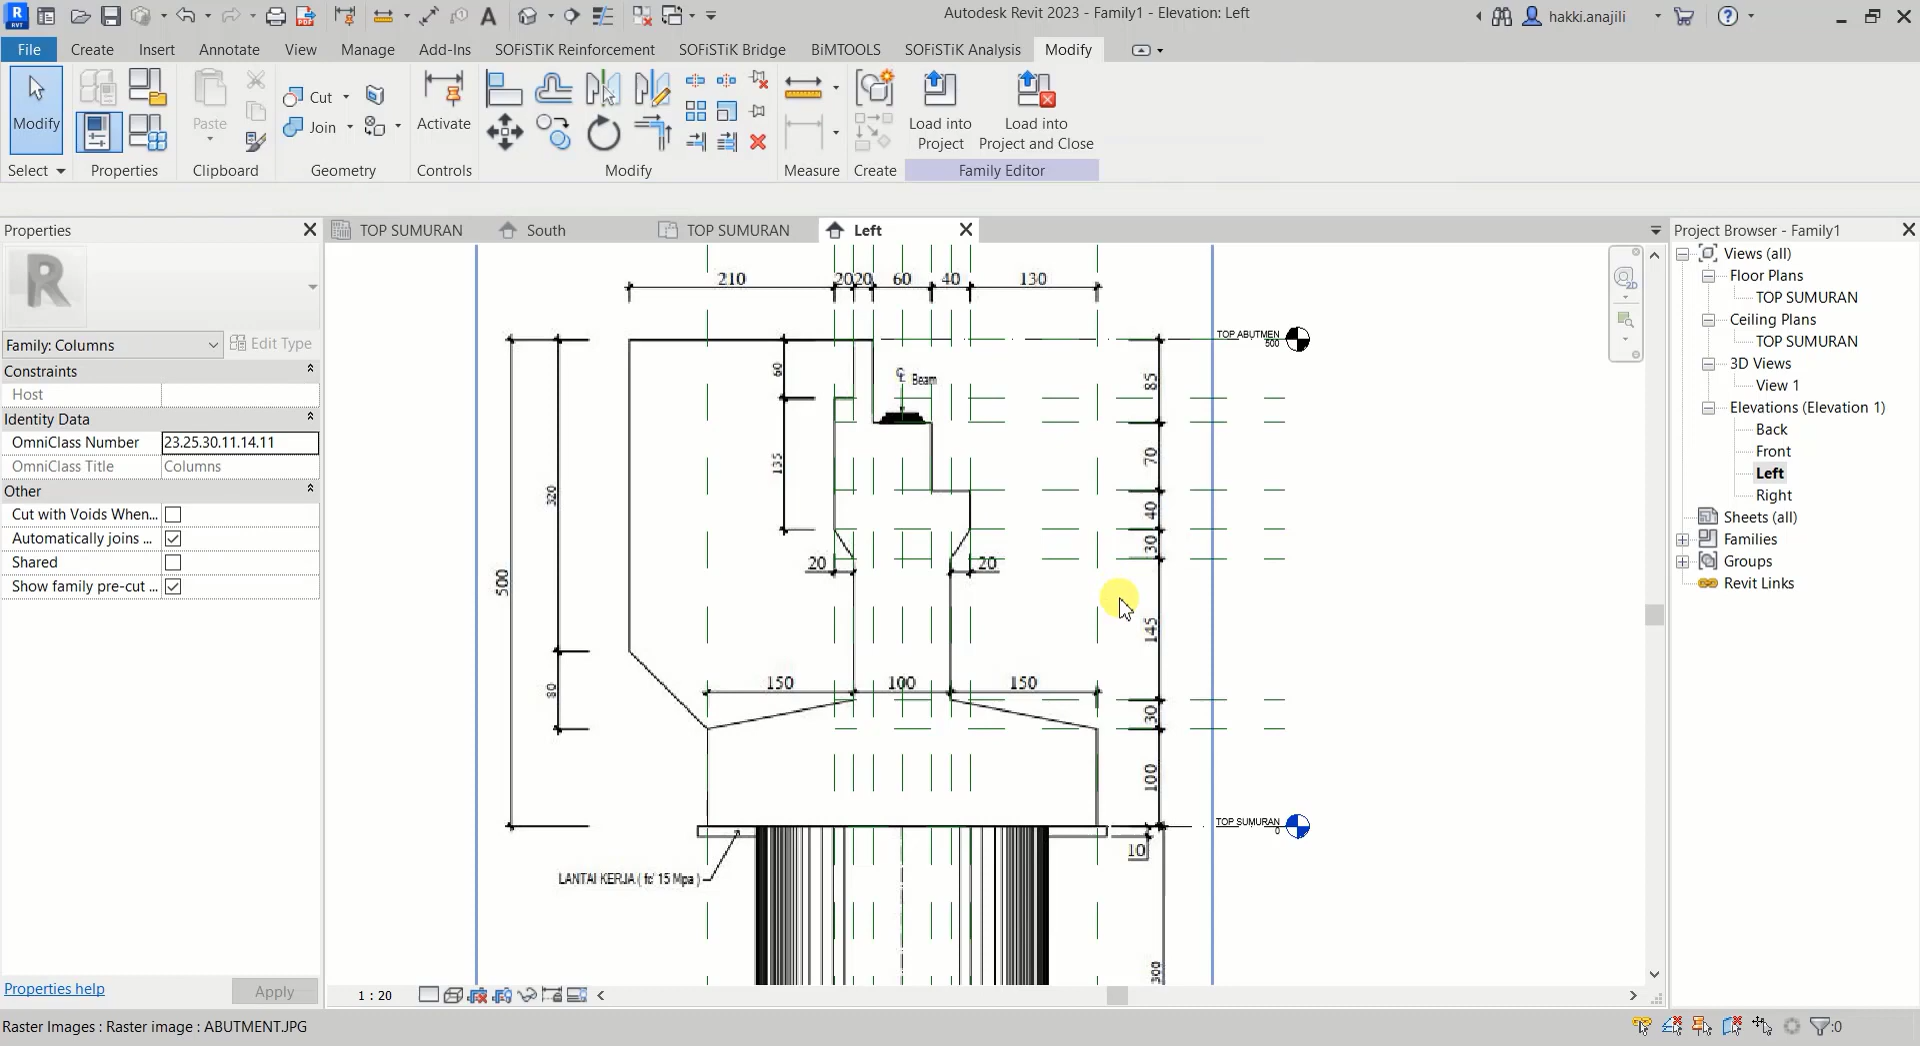 Autodesk Revit 2023 - Family1 - Elevation: Left
hakki.anajili
File Create Insert Annotate View Manage Add-Ins SOFiSTiK Reinforcement SOFiSTiK Bridge BiMTOOLS SOFiSTiK Analysis Modify
Modify
Paste
Cut
Join
Activate
Load into Project
Load into Project and Close
Select Properties Clipboard Geometry Controls Modify Measure Create Family Editor
Properties
TOP SUMURAN
South
TOP SUMURAN
Left
Project Browser - Family1
Family: Columns
Edit Type
Constraints
Host
Identity Data
OmniClass Number 23.25.30.11.14.11
OmniClass Title Columns
Other
Cut with Voids When...
Automatically joins ...
Shared
Show family pre-cut ...
Properties help
Apply
210 20 20 60 40 130
TOP ABUTMEN
500
60
85
Beam
135
70
320
40
30
20 20
500
145
150 100 150
80
30
100
TOP SUMURAN
0
10
LANTAI KERJA ( fc' 15 Mpa )
300
2D
Views (all)
Floor Plans
TOP SUMURAN
Ceiling Plans
TOP SUMURAN
3D Views
View 1
Elevations (Elevation 1)
Back
Front
Left
Right
Sheets (all)
Families
Groups
Revit Links
1 : 20
Raster Images : Raster image : ABUTMENT.JPG
:0